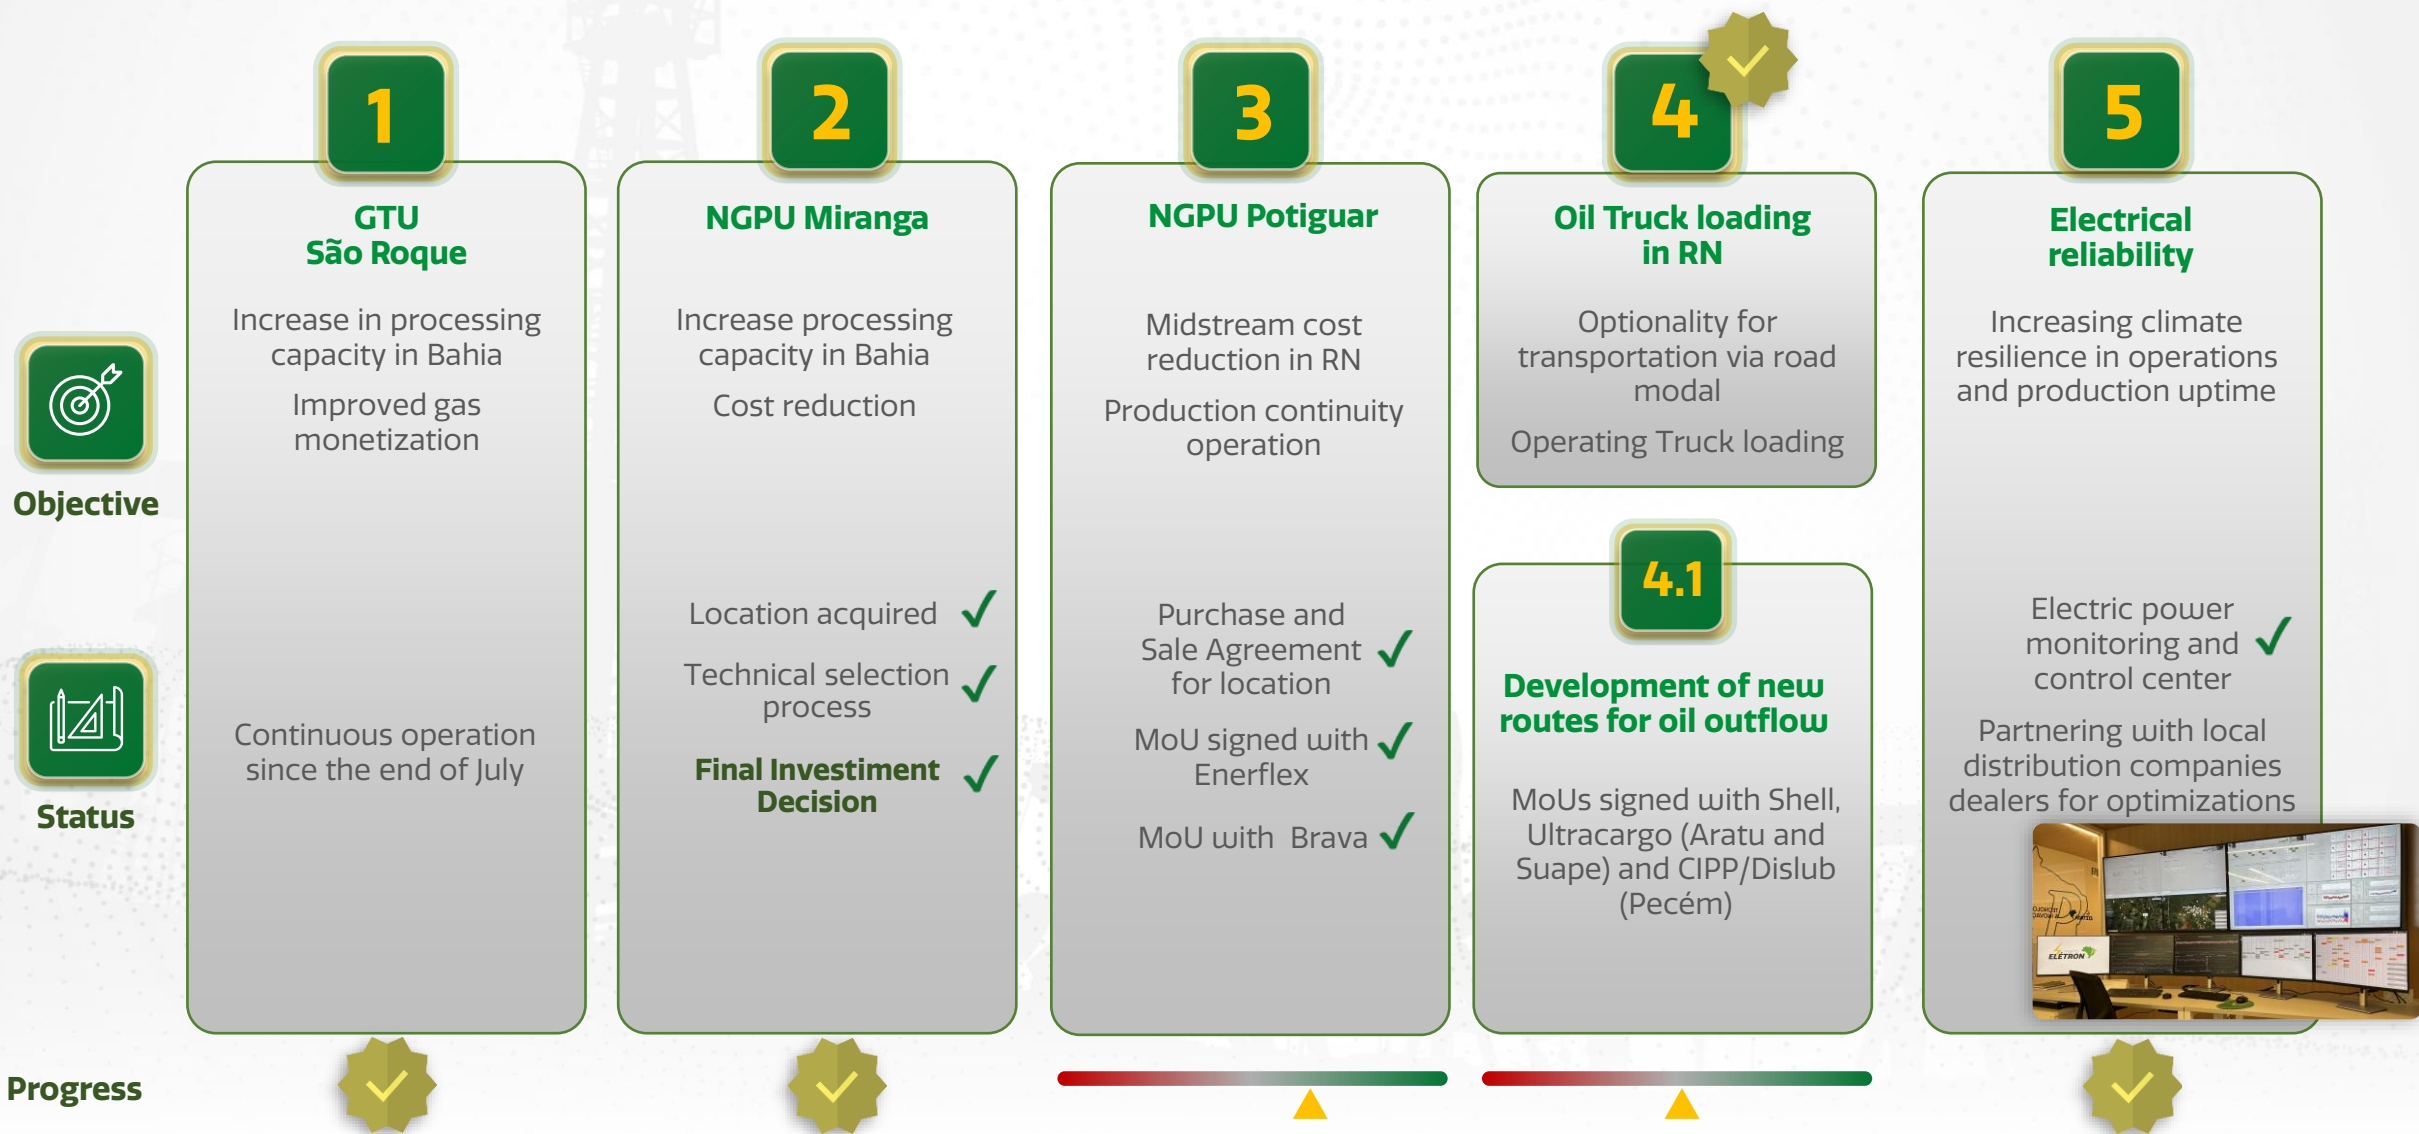 1
GTU
São Roque
Increase in processing
capacity in Bahia
Improved gas
monetization
Continuous operation
since the end of July
2
NGPU Miranga
Increase processing
capacity in Bahia
Cost reduction
Location acquired
Technical selection
process
Final Investiment
Decision
3
NGPU Potiguar
Midstream cost
reduction in RN
Production continuity
operation
Purchase and
Sale Agreement
for location
MoU signed with
Enerflex
MoU with Brava
4
Oil Truck loading
in RN
Optionality for
transportation via road
modal
Operating Truck loading
4.1
Development of new
routes for oil outflow
MoUs signed with Shell,
Ultracargo (Aratu and
Suape) and CIPP/Dislub
(Pecém)
5
Electrical
reliability
Increasing climate
resilience in operations
and production uptime
Electric power
monitoring and
control center
Partnering with local
distribution companies
dealers for optimizations
ELÉTRON
Objective
Status
Progress